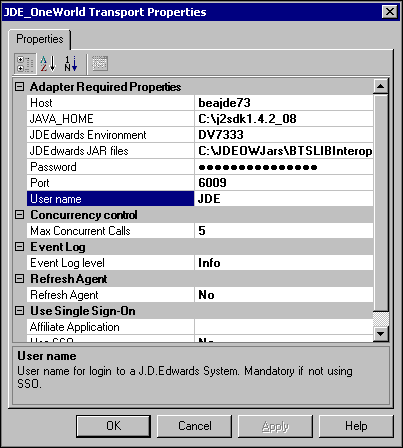 JDE_OneWorld Transport Properties
Properties
Adapter Required Properties
Host beajde73
JAVA_HOME C:\j2sdk1.4.2_08
JDEdwards Environment DV7333
JDEdwards JAR files C:\JDEOWJars\BTSLIBInterop
Password ●●●●●●●●●●●●●●●
Port 6009
User name JDE
Concurrency control
Max Concurrent Calls 5
Event Log
Event Log level Info
Refresh Agent
Refresh Agent No
Use Single Sign-On
Affiliate Application
Use SSO No
User name
User name for login to a J.D.Edwards System. Mandatory if not using
SSO.
OK Cancel Apply Help